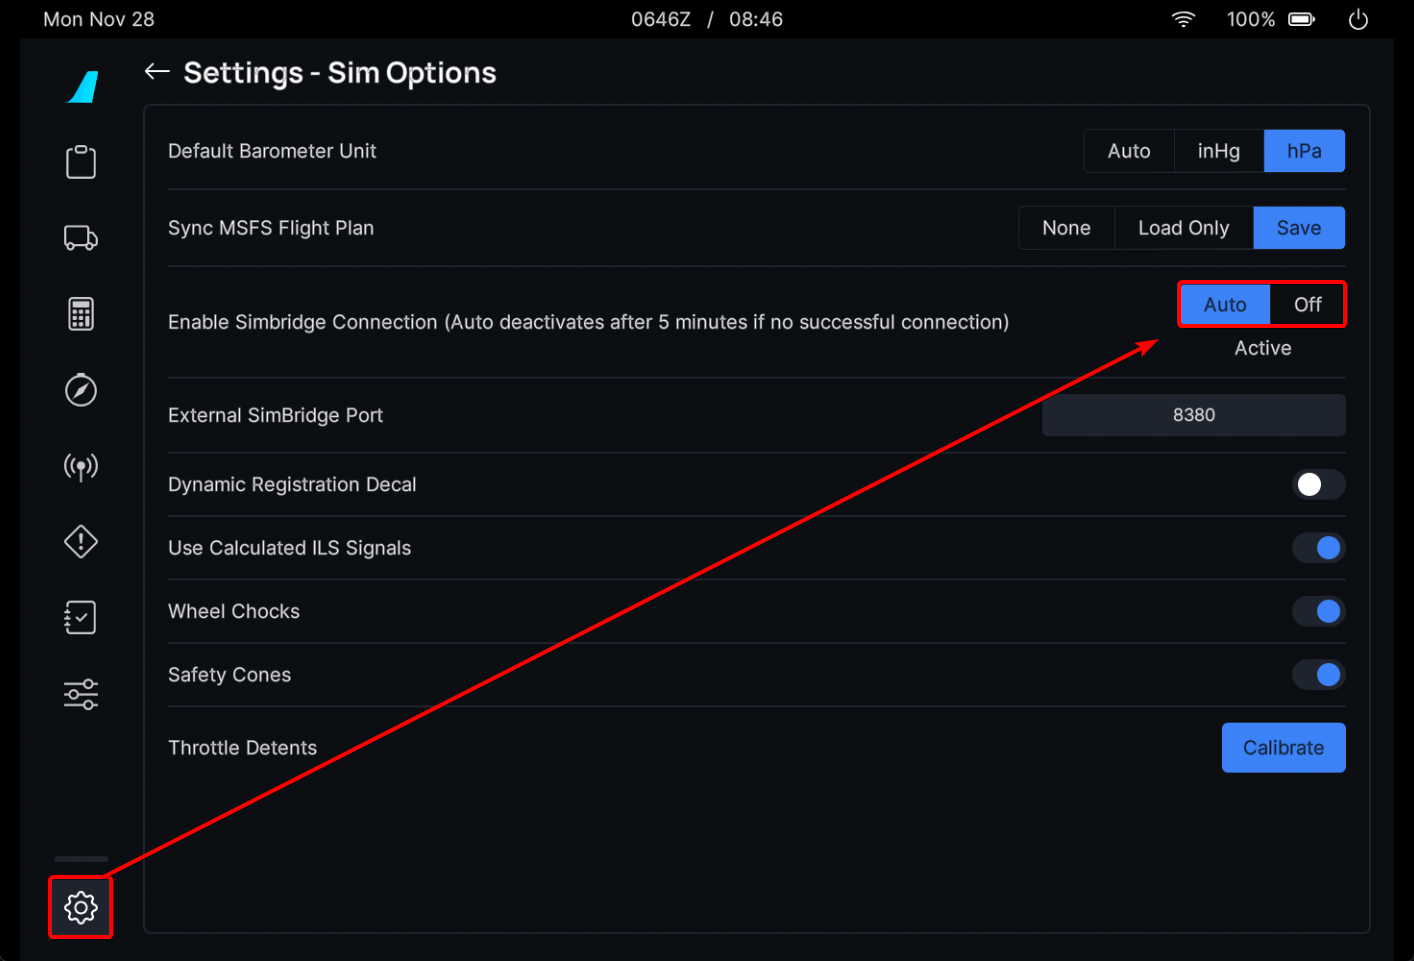 Mon Nov 28
0646Z / 08:46
100%
Settings - Sim Options
Default Barometer Unit
Auto
inHg
hPa
Sync MSFS Flight Plan
None
Load Only
Save
Enable Simbridge Connection (Auto deactivates after 5 minutes if no successful connection)
Auto
Off
Active
External SimBridge Port
8380
Dynamic Registration Decal
Use Calculated ILS Signals
Wheel Chocks
Safety Cones
Throttle Detents
Calibrate